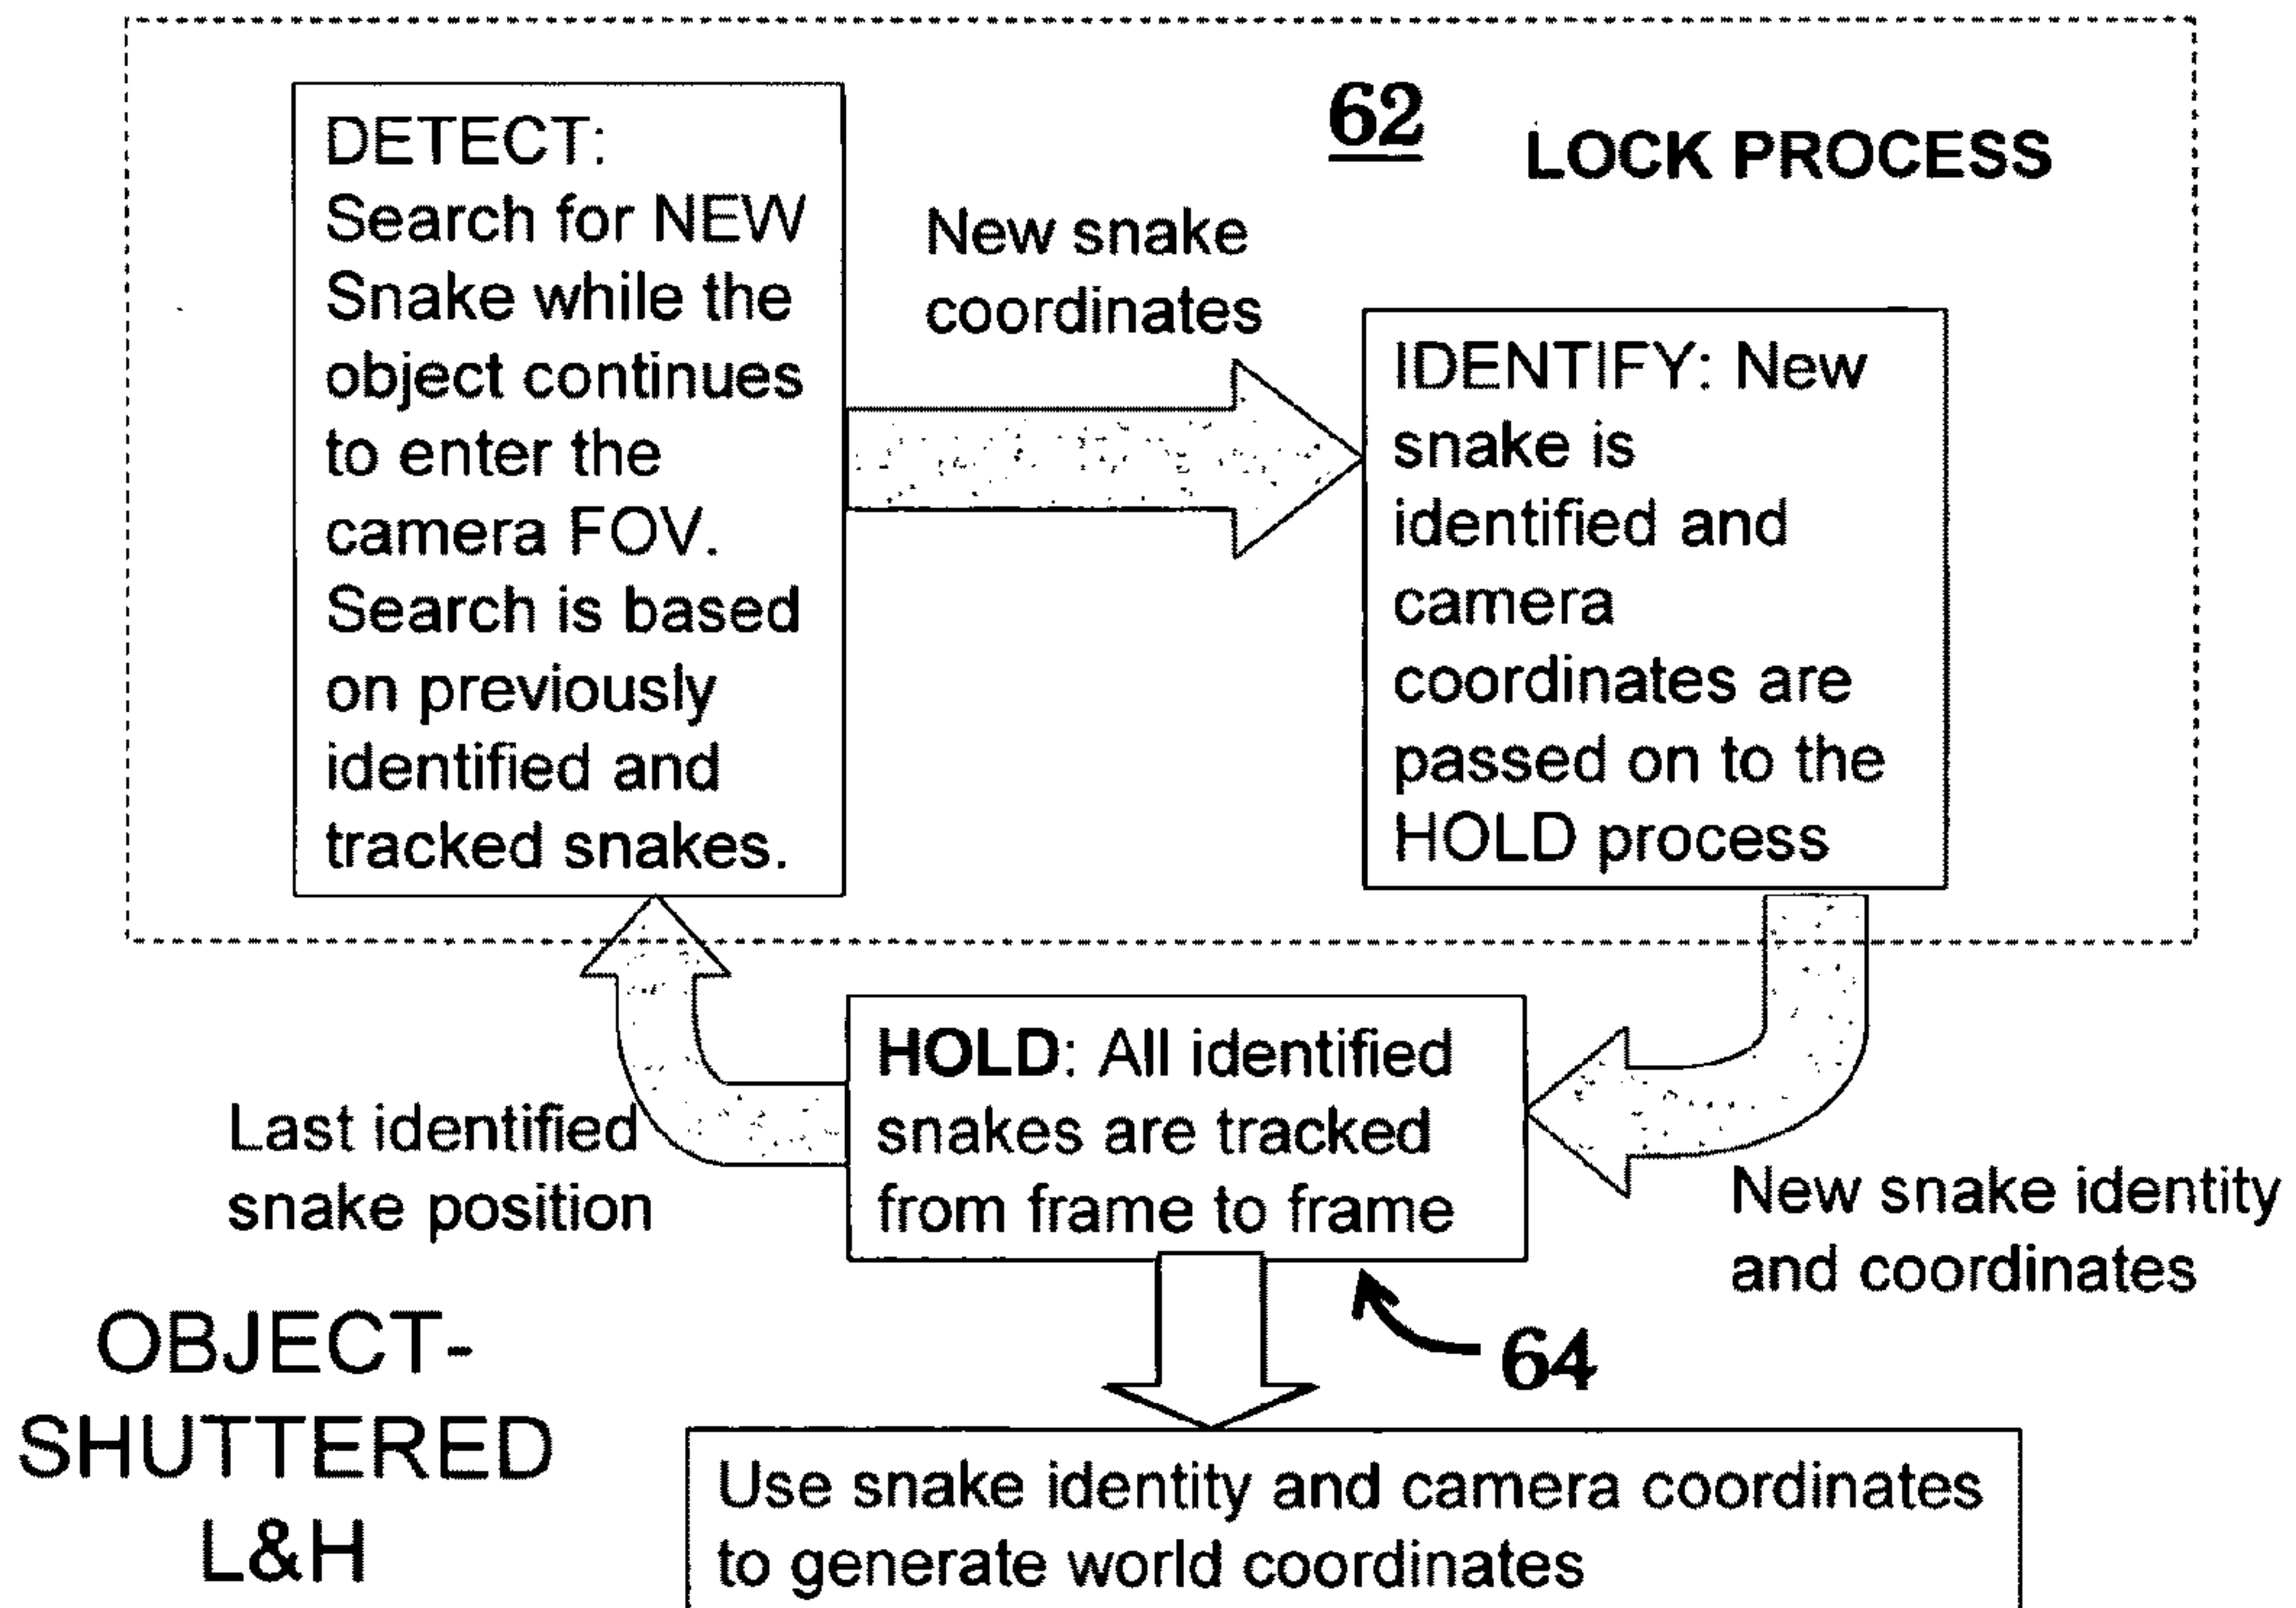 62
LOCK PROCESS
DETECT:
Search for NEW
Snake while the
object continues
to enter the
camera FOV.
Search is based
on previously
identified and
tracked snakes.
New snake
coordinates
IDENTIFY: New
snake is
identified and
camera
coordinates are
passed on to the
HOLD process
New snake identity
and coordinates
HOLD: All identified
snakes are tracked
from frame to frame
64
Last identified
snake position
OBJECT-
SHUTTERED
L&H
Use snake identity and camera coordinates
to generate world coordinates